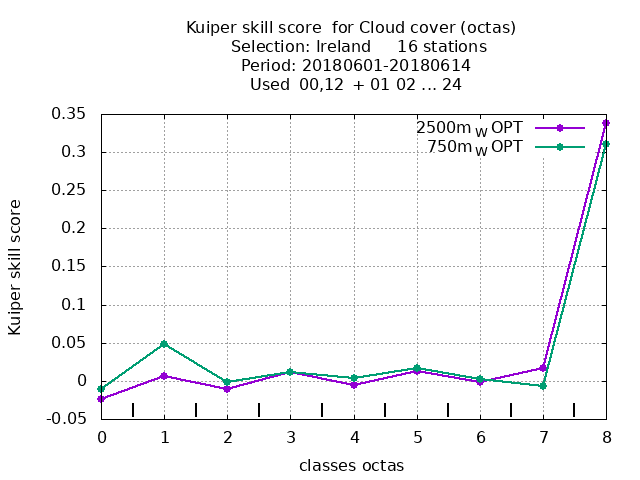 Kuiper skill score  for Cloud cover (octas)
Selection: Ireland     16 stations
Period: 20180601-20180614
Used  00,12  + 01 02 ... 24
2500m W OPT
750m W OPT
0.35
0.3
0.25
0.2
0.15
0.1
0.05
0
-0.05
Kuiper skill score
0 1 2 3 4 5 6 7 8
classes octas